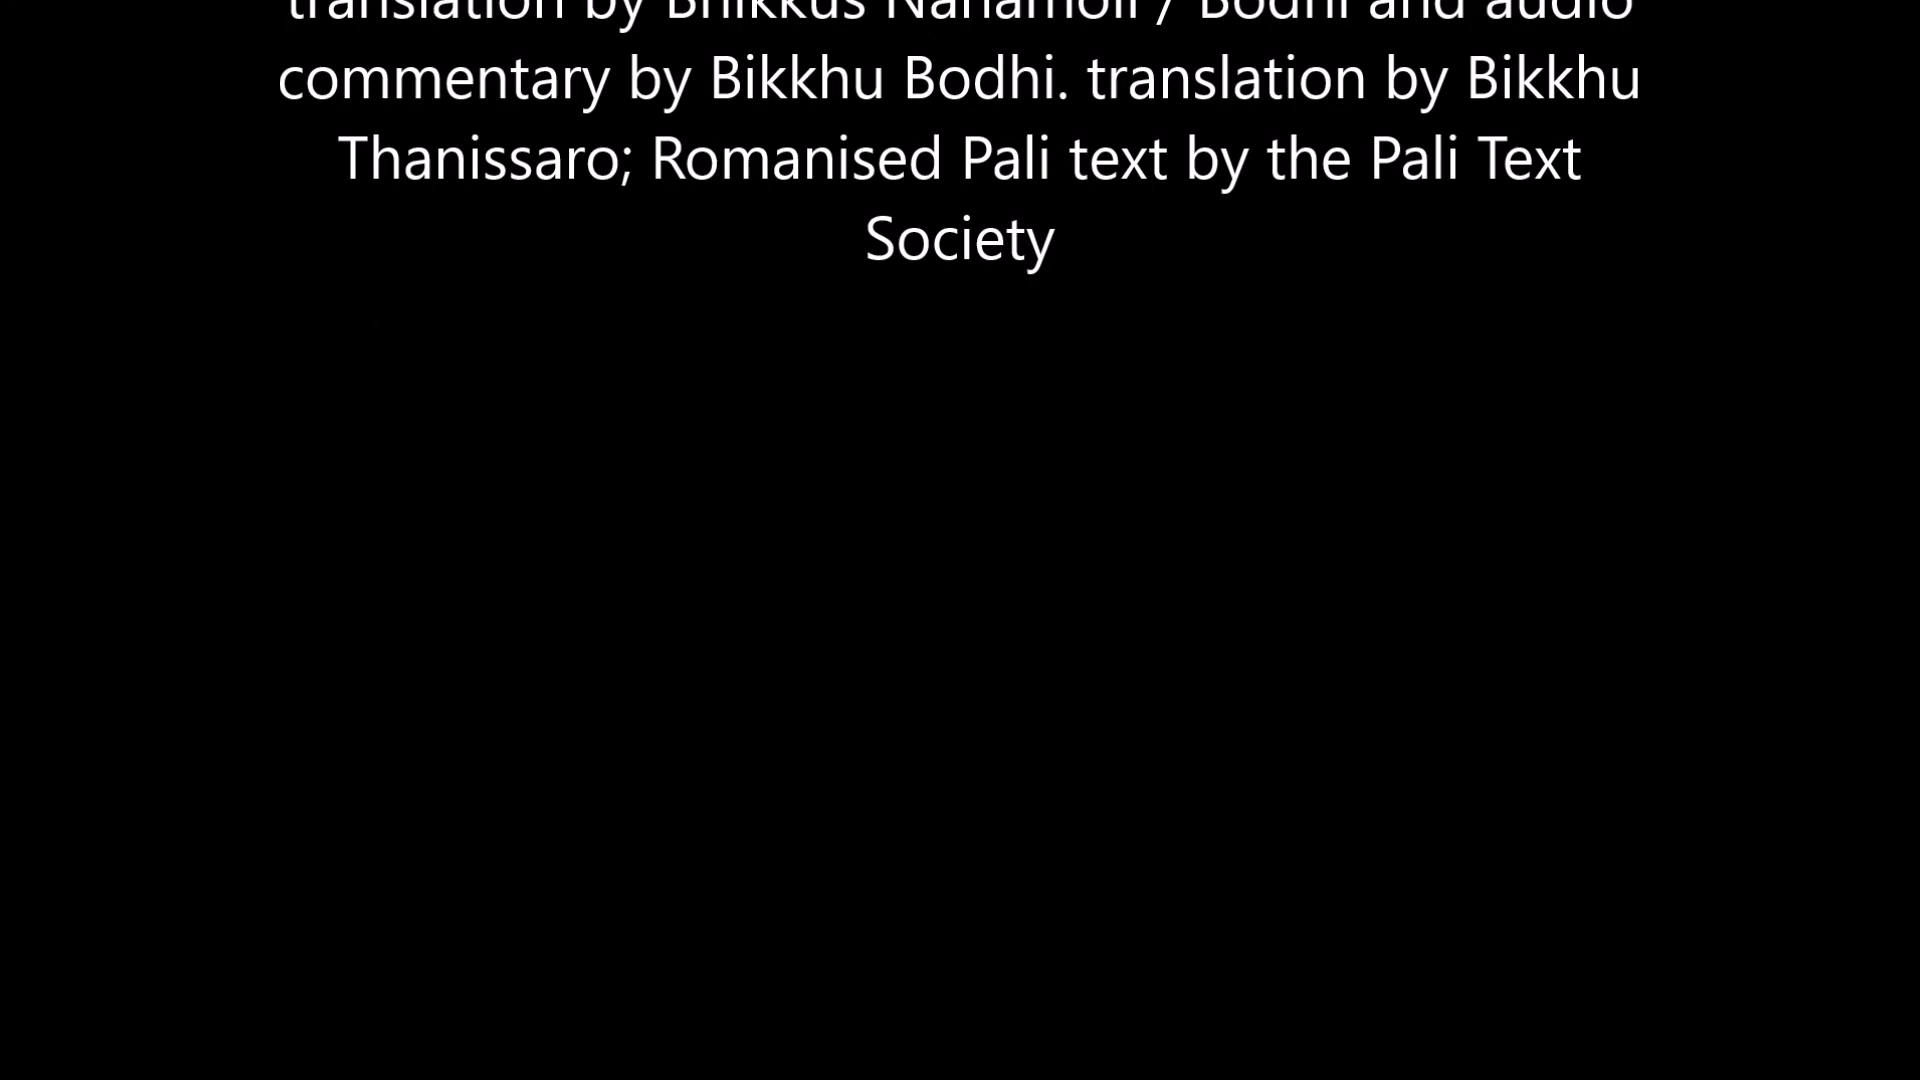 translation by Bhikkus Nanamoli / Bodhi and audio
commentary by Bikkhu Bodhi. translation by Bikkhu
Thanissaro; Romanised Pali text by the Pali Text
Society